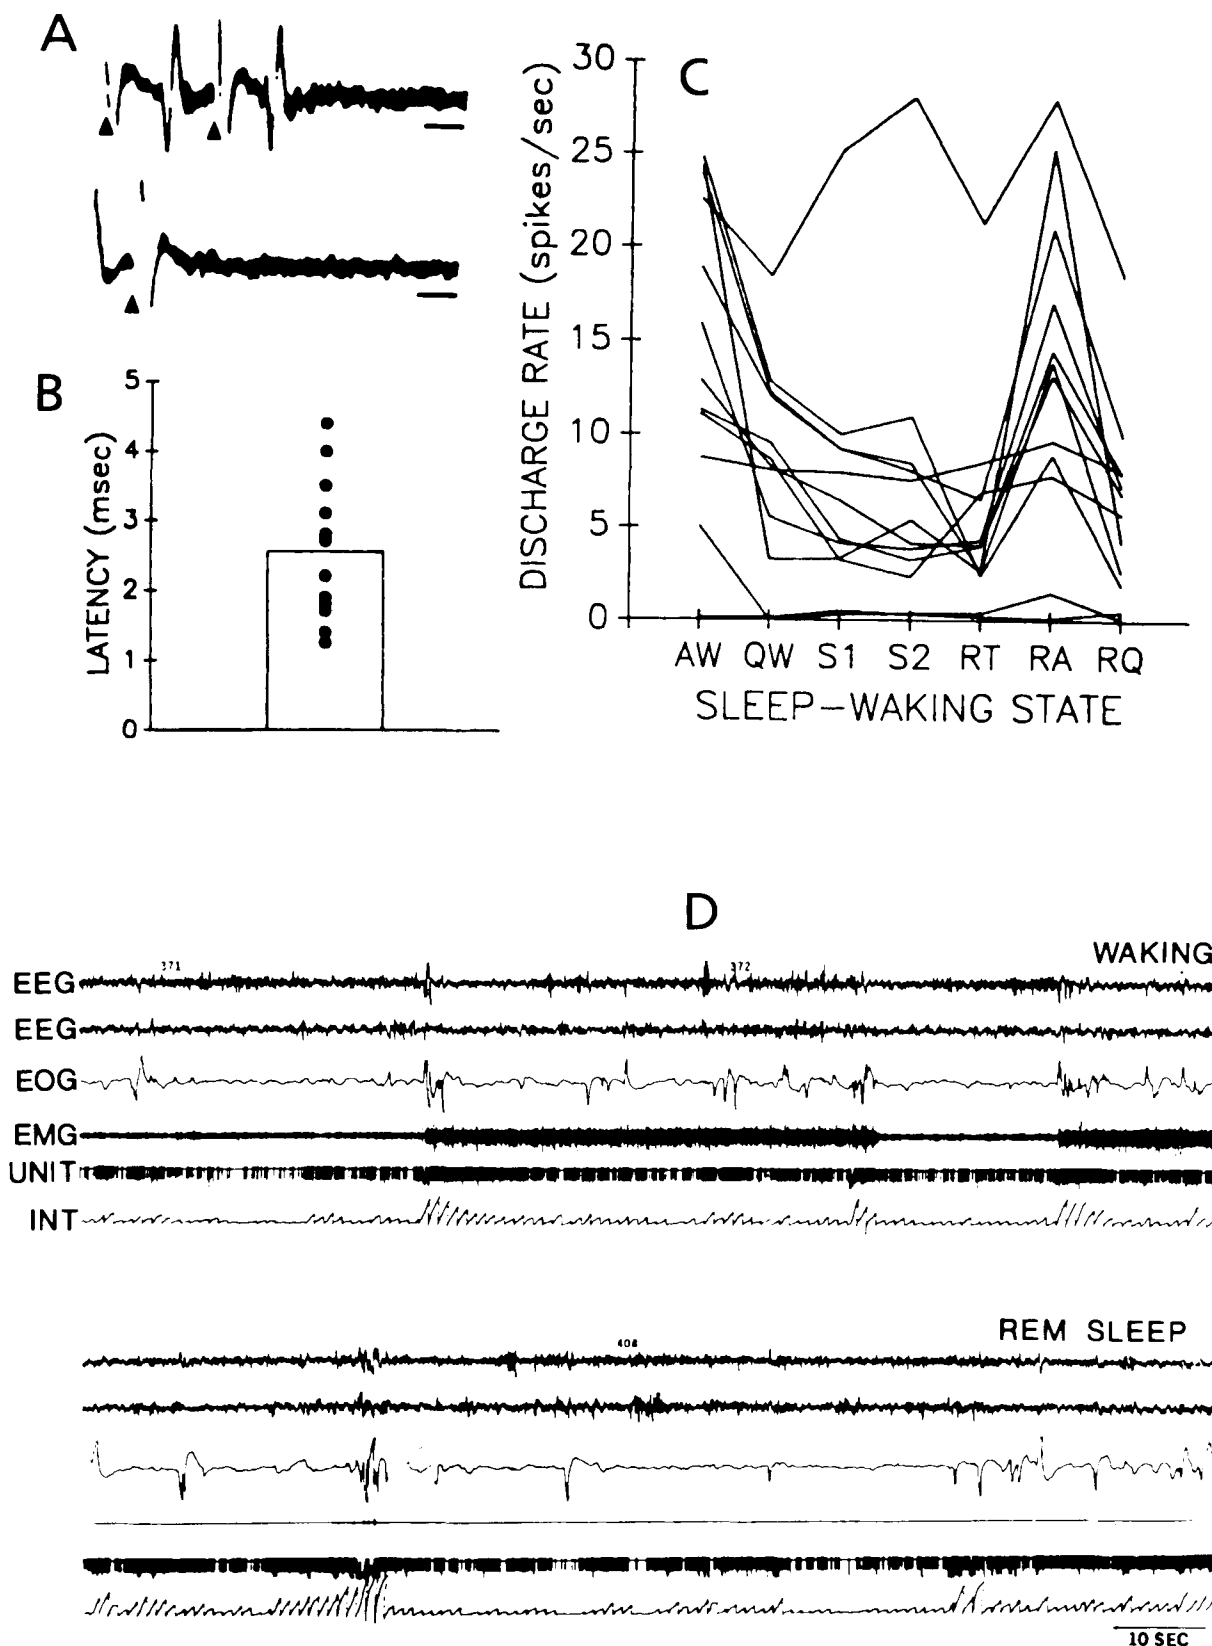 A
B
LATENCY (msec)
5
4
3
2
1
0
C
DISCHARGE RATE (spikes/sec)
30
25
20
15
10
5
0
AW QW S1 S2 RT RA RQ
SLEEP-WAKING STATE
D
WAKING
371 372
EEG
EEG
EOG
EMG
UNIT
INT
REM SLEEP
408
10 SEC